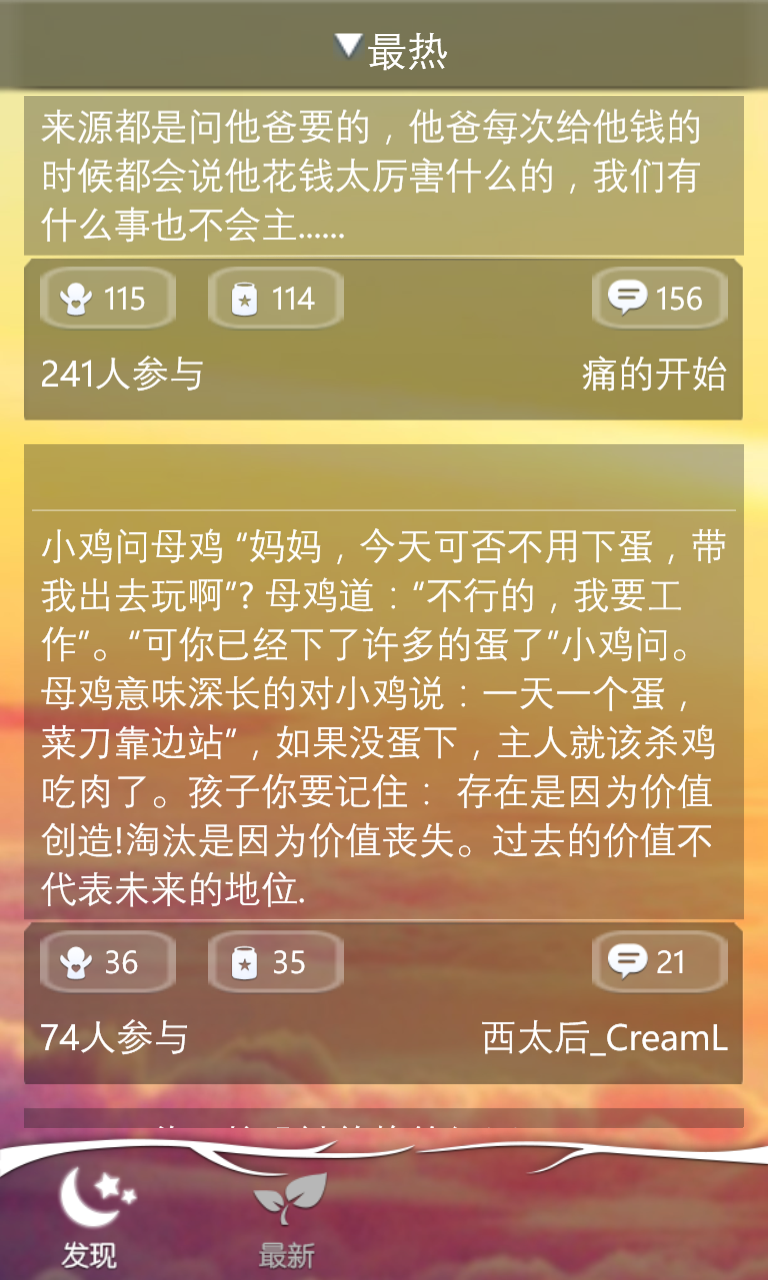 最热
来源都是问他爸要的，他爸每次给他钱的
时候都会说他花钱太厉害什么的，我们有
什么事也不会主......
115
114
156
241人参与
痛的开始
小鸡问母鸡 “妈妈，今天可否不用下蛋，带
我出去玩啊”? 母鸡道：“不行的，我要工
作”。“可你已经下了许多的蛋了”小鸡问。
母鸡意味深长的对小鸡说：一天一个蛋，
菜刀靠边站”，如果没蛋下，主人就该杀鸡
吃肉了。孩子你要记住： 存在是因为价值
创造!淘汰是因为价值丧失。过去的价值不
代表未来的地位.
36
35
21
74人参与
西太后_CreamL
发现
最新